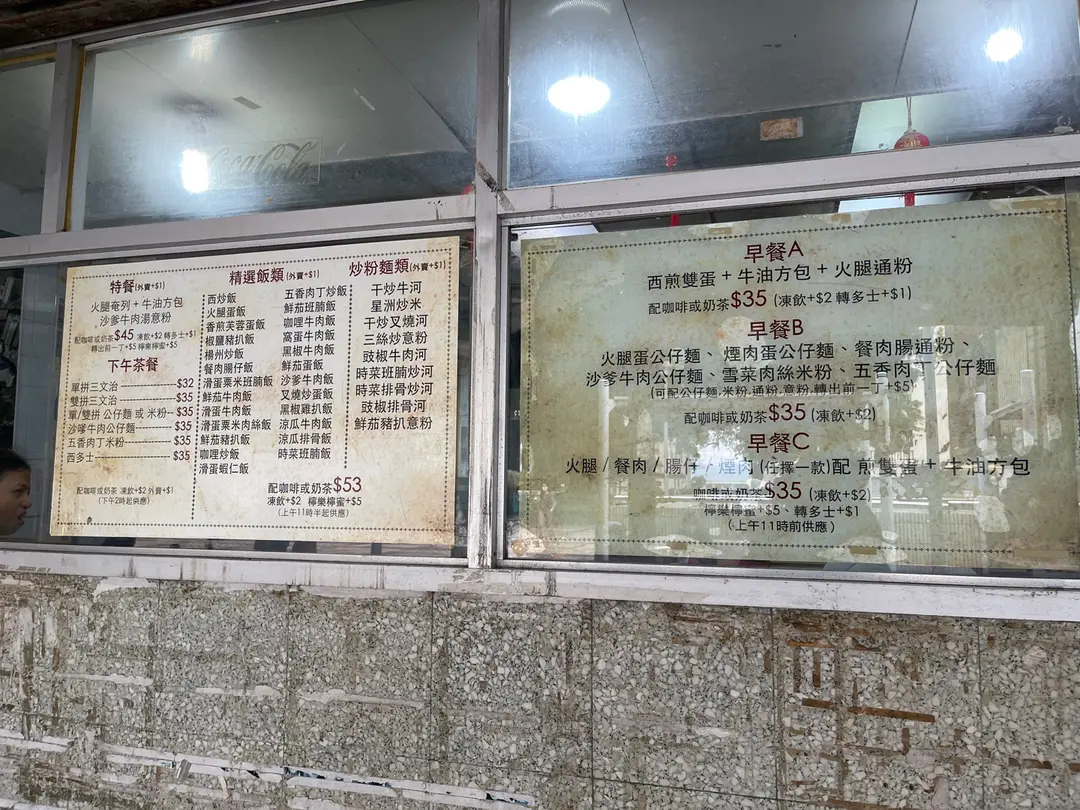 Coca-Cola
特餐(外賣+$1)
火腿奄列 + 牛油方包
沙爹牛肉湯意粉
配咖啡或奶茶$45 凍飲+$2 多士+$1
轉出前一丁+$5 檸樂檸蜜+$5
下午茶餐
單拼三文治 $32
雙拼三文治 $35
單/雙拼 公仔麵 或 米粉 $35
沙爹牛肉公仔麵 $35
五香肉丁米粉 $35
西多士 $35
配咖啡或奶茶 凍飲+$2 外賣+$1
(下午2時起供應)
精選飯類(外賣+$1)
西炒飯
火腿蛋飯
香煎芙蓉蛋飯
椒鹽豬扒飯
楊州炒飯
餐肉腸仔飯
滑蛋粟米班腩飯
滑蛋牛肉飯
滑蛋粟米肉絲飯
鮮茄豬扒飯
咖哩炒飯
滑蛋蝦仁飯
五香肉丁炒飯
鮮茄班腩飯
咖哩牛肉飯
窩蛋牛肉飯
黑椒牛肉飯
鮮茄蛋飯
沙爹牛肉飯
叉燒炒蛋飯
黑椒雞扒飯
涼瓜牛肉飯
涼瓜排骨飯
時菜班腩飯
炒粉麵類(外賣+$1)
干炒牛河
星洲炒米
干炒叉燒河
三絲炒意粉
豉椒牛肉河
時菜班腩炒河
時菜排骨炒河
豉椒排骨河
鮮茄豬扒意粉
配咖啡或奶茶$53
凍飲+$2 檸樂檸蜜+$5
(上午11時半起供應)
早餐A
西煎雙蛋 + 牛油方包 + 火腿通粉
配咖啡或奶茶$35 (凍飲+$2 轉多士+$1)
早餐B
火腿蛋公仔麵、煙肉蛋公仔麵、餐肉腸通粉、
沙爹牛肉公仔麵、雪菜肉絲米粉、五香肉丁公仔麵
(可配公仔麵.米粉.通粉.意粉.轉出前一丁+$5)
配咖啡或奶茶$35 (凍飲+$2)
早餐C
火腿 / 餐肉 / 腸仔 / 煙肉 (任擇一款)配 煎雙蛋 + 牛油方包
咖啡或奶茶$35 (凍飲+$2)
檸樂檸蜜+$5、轉多士+$1
(上午11時前供應)